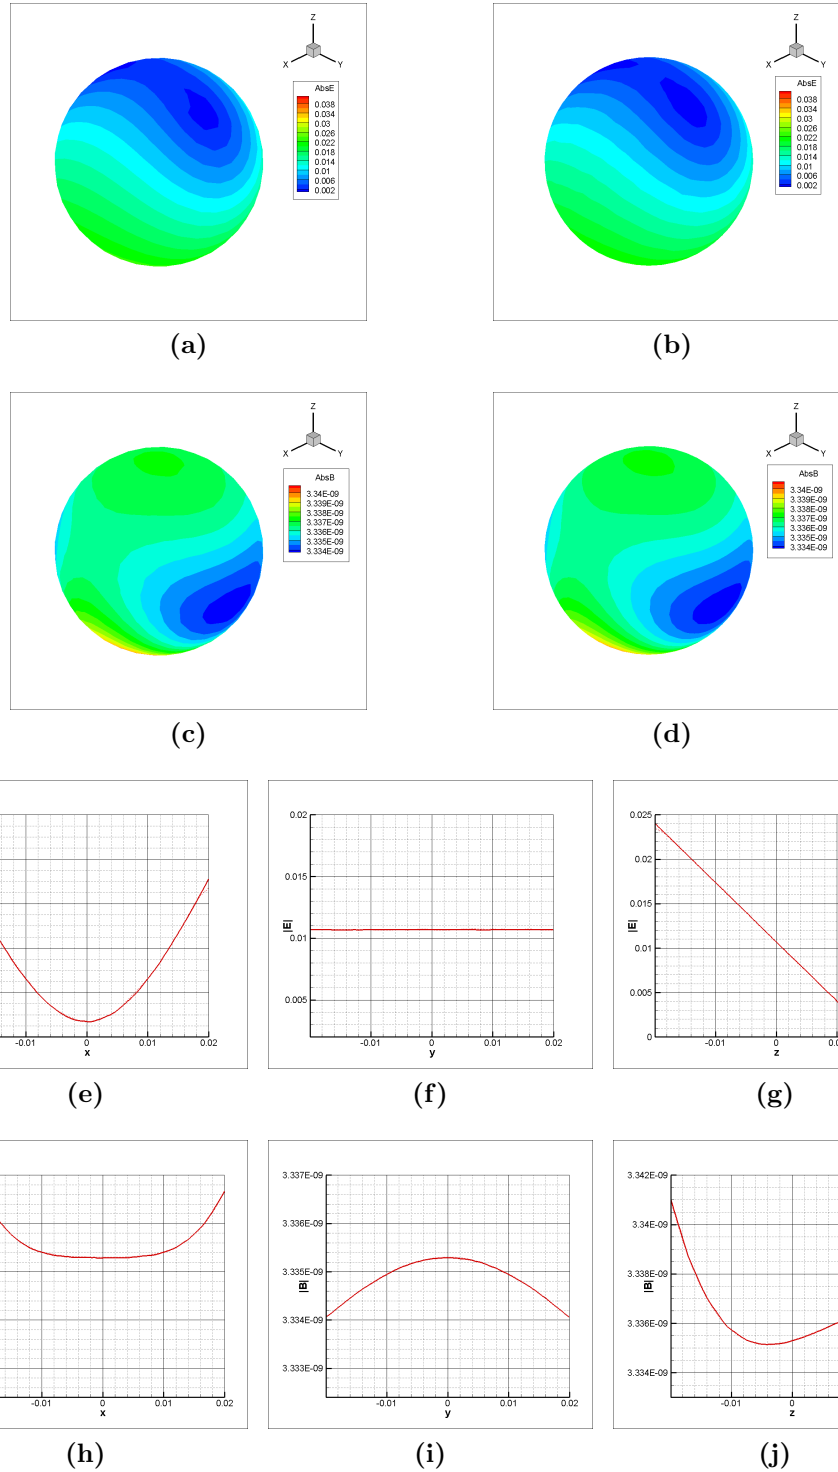 Z
X Y
AbsE
0.038
0.034
0.03
0.026
0.022
0.018
0.014
0.01
0.006
0.002
(a)
Z
X Y
AbsE
0.038
0.034
0.03
0.026
0.022
0.018
0.014
0.01
0.006
0.002
(b)
Z
X Y
AbsB
3.34E-09
3.339E-09
3.338E-09
3.337E-09
3.336E-09
3.335E-09
3.334E-09
(c)
Z
X Y
AbsB
3.34E-09
3.339E-09
3.338E-09
3.337E-09
3.336E-09
3.335E-09
3.334E-09
(d)
-0.01 0 0.01 0.02
x
(e)
0.02
0.015
0.01
0.005
|E|
-0.01 0 0.01 0.02
y
(f)
0.025
0.02
0.015
0.01
0.005
0
|E|
-0.01 0
z
(g)
-0.01 0 0.01 0.02
x
(h)
3.337E-09
3.336E-09
3.335E-09
3.334E-09
3.333E-09
|B|
-0.01 0 0.01 0.02
y
(i)
3.342E-09
3.34E-09
3.338E-09
3.336E-09
3.334E-09
|B|
-0.01 0
z
(j)